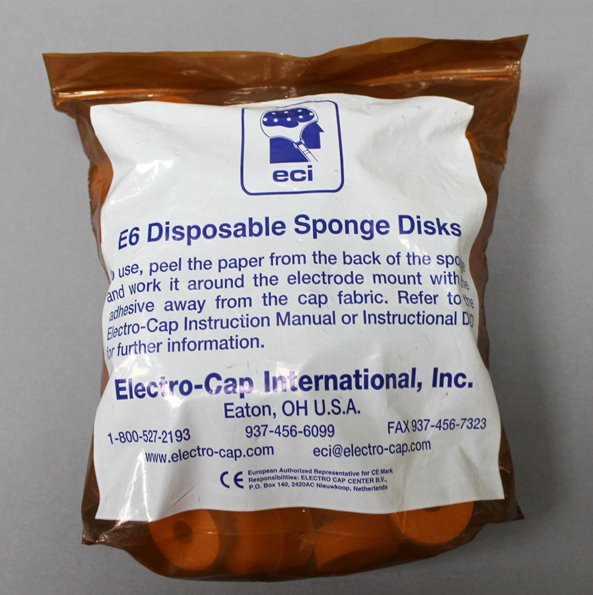 eci
E6 Disposable Sponge Disks
use, peel the paper from the back of the
and work it around the electrode mount with
adhesive away from the cap fabric. Refer to the
Electro-Cap Instruction Manual or Instructional
for further information.
Electro-Cap International, Inc.
Eaton, OH U.S.A.
1-800-527-2193 937-456-6099 FAX 937-456-7323
www.electro-cap.com eci@electro-cap.com
CE European Authorized Representative for CE Mark
Responsibilities: ELECTRO CAP CENTER B.V.,
P.O. Box 140, 2420AC Nieuwkoop, Netherlands